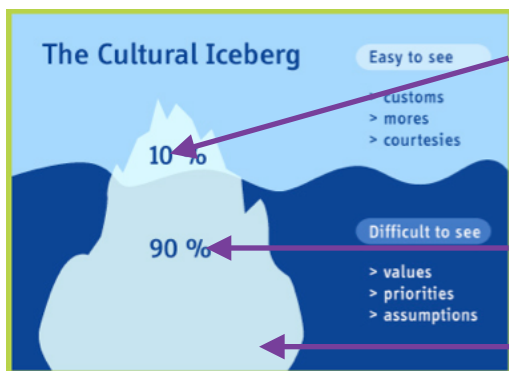 The Cultural Iceberg
Easy to see
> customs
> mores
> courtesies
10 %
90 %
Difficult to see
> values
> priorities
> assumptions